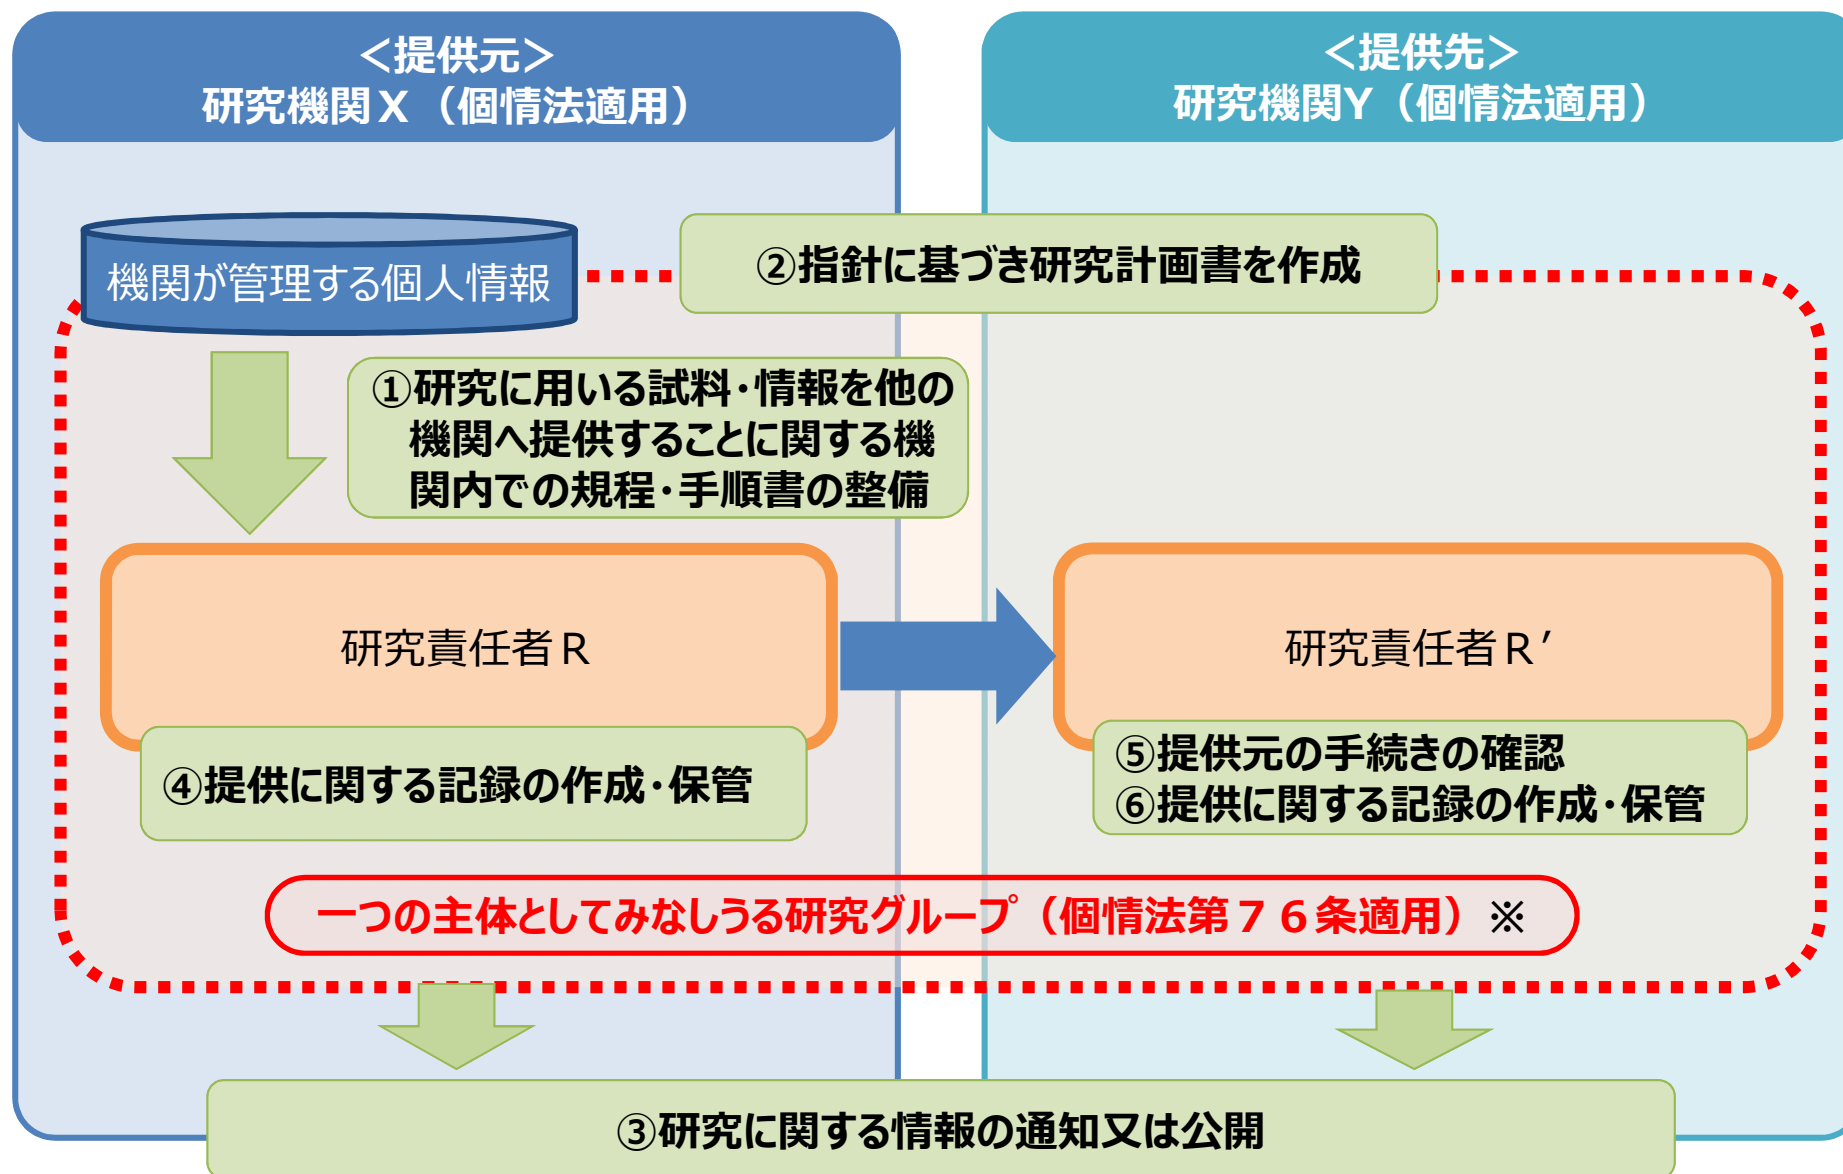 ＜提供元＞
研究機関Ｘ（個情法適用）
＜提供先＞
研究機関Y（個情法適用）
機関が管理する個人情報
②指針に基づき研究計画書を作成
①研究に用いる試料・情報を他の
機関へ提供することに関する機
関内での規程・手順書の整備
研究責任者Ｒ
研究責任者Ｒ′
④提供に関する記録の作成・保管
⑤提供元の手続きの確認
⑥提供に関する記録の作成・保管
一つの主体としてみなしうる研究グループ（個情法第７６条適用）※
③研究に関する情報の通知又は公開